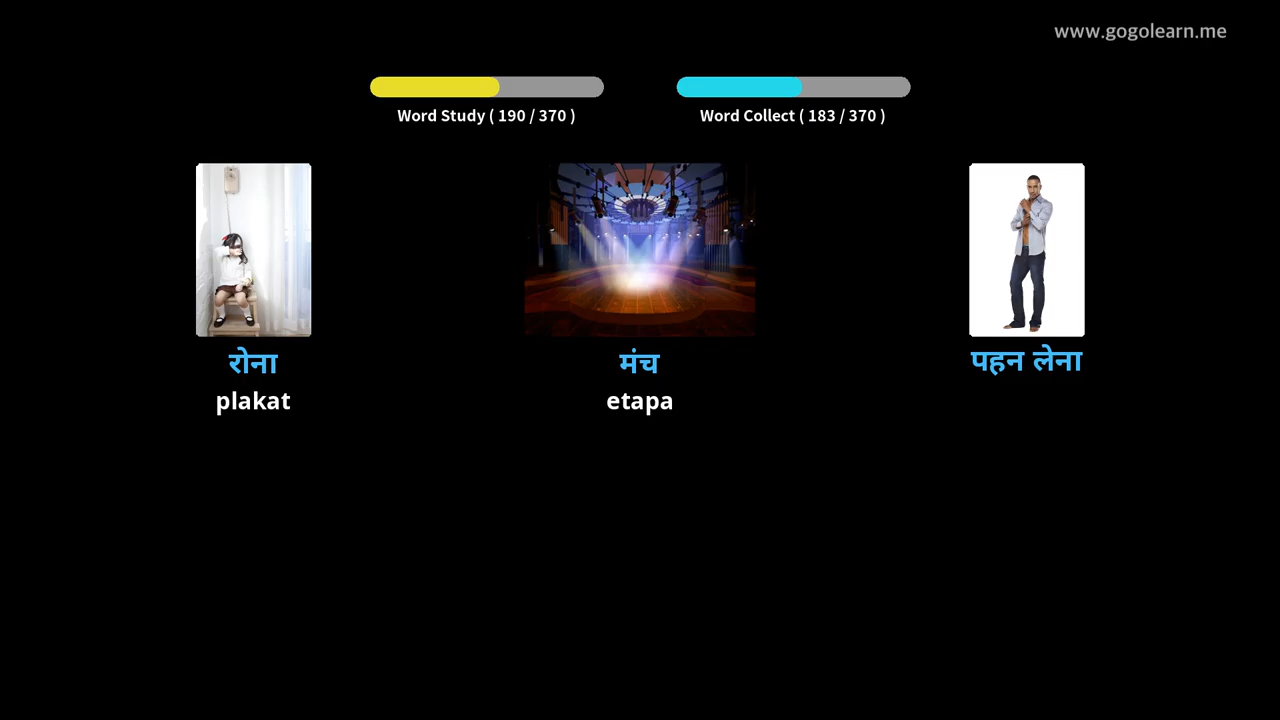 www.gogolearn.me
Word Study ( 190 / 370 )
Word Collect ( 183 / 370 )
रोना
plakat
मंच
etapa
पहन लेना